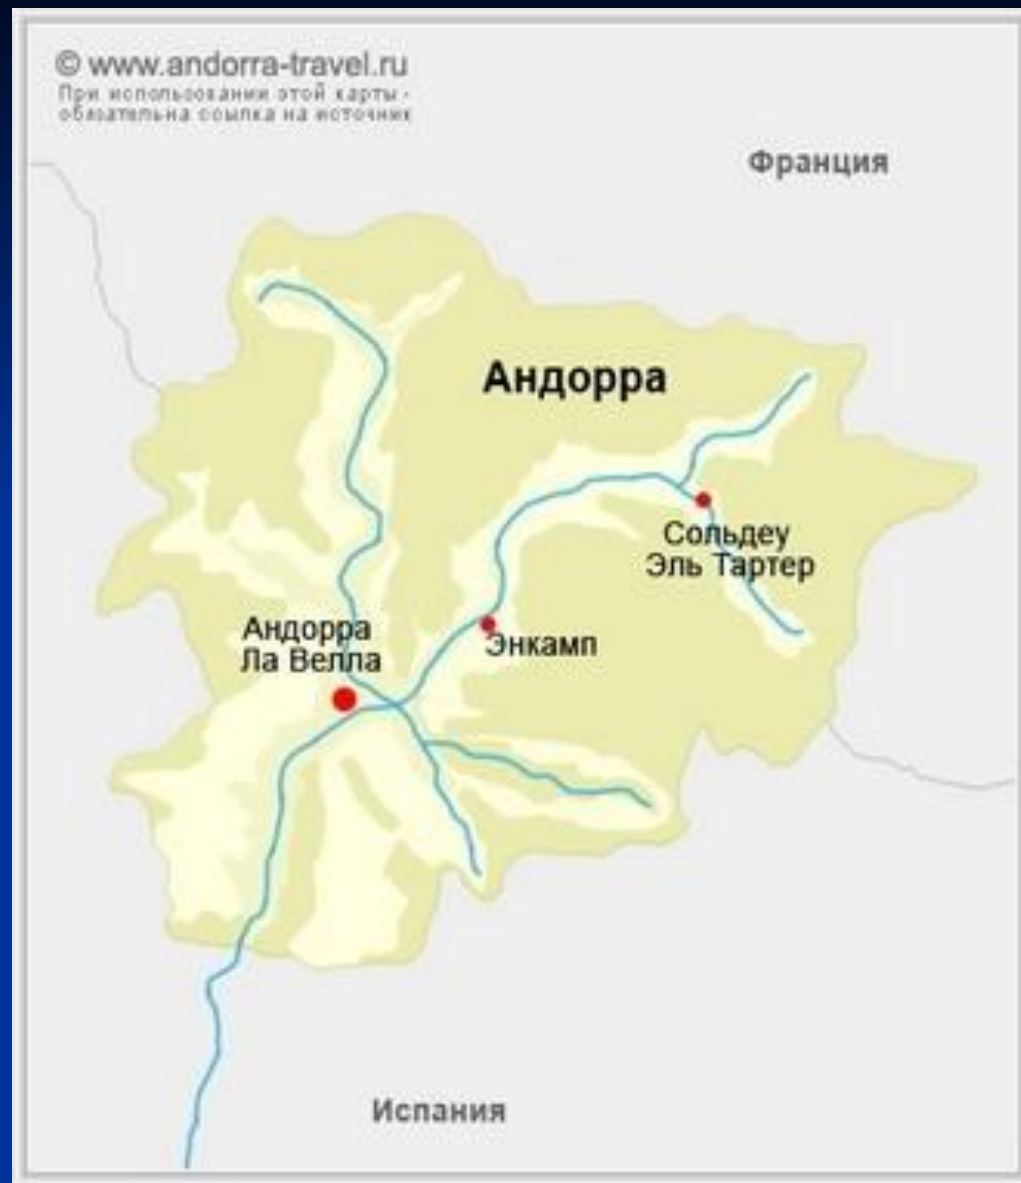 © www.andorra-travel.ru
При использовании этой карты -
обязательна ссылка на источник
Франция
Андорра
Сольдеу
Эль Тартер
Андорра
Ла Велла
Энкамп
Испания